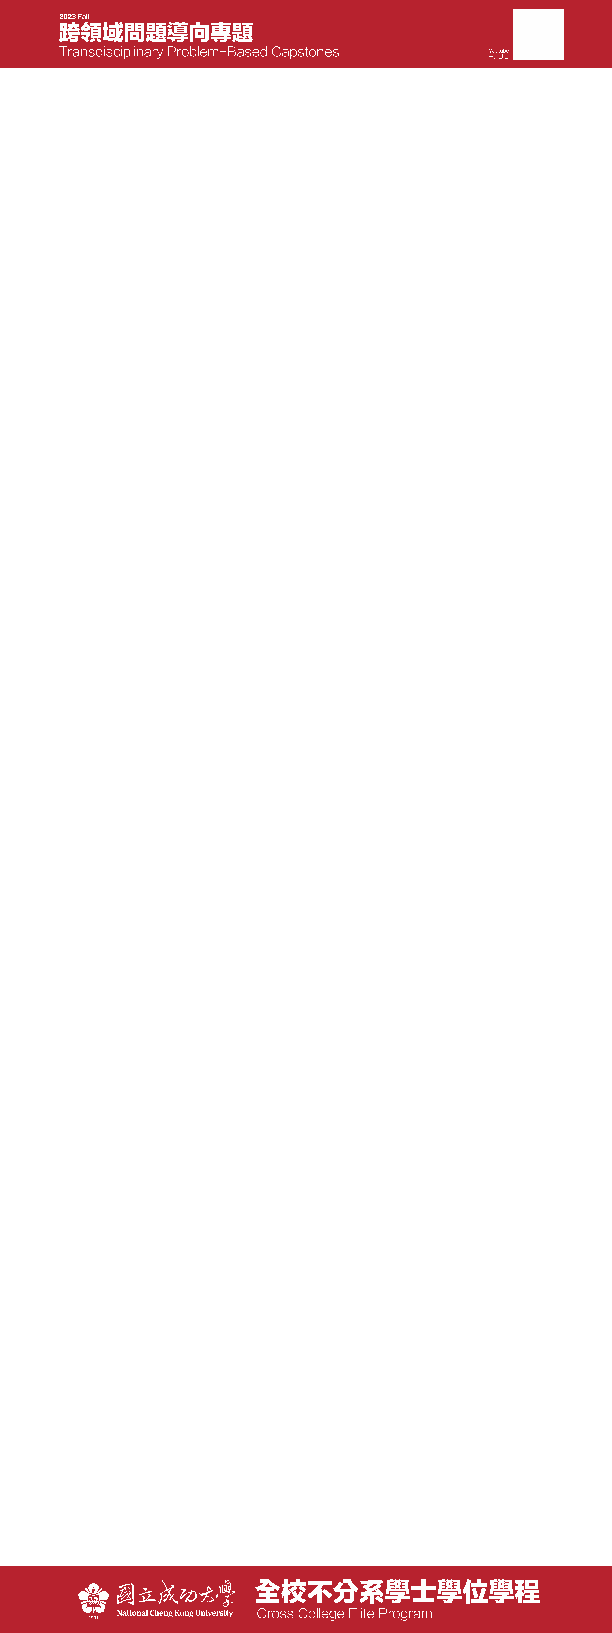 2023 Fall
跨領域問題導向專題
Transdisciplinary Problem-Based Capstones
國立成功大學
National Cheng Kung University
全校不分系學士學位學程
Cross College Elite Program